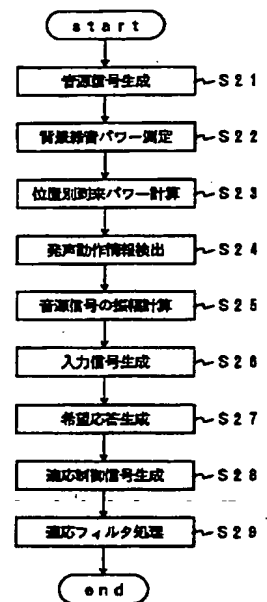 start
音源信号生成 S21
背景雑音パワー測定 S22
位置別到来パワー計算 S23
発声動作情報検出 S24
音源信号の振幅計算 S25
入力信号生成 S26
希望応答生成 S27
適応制御信号生成 S28
適応フィルタ処理 S29
end